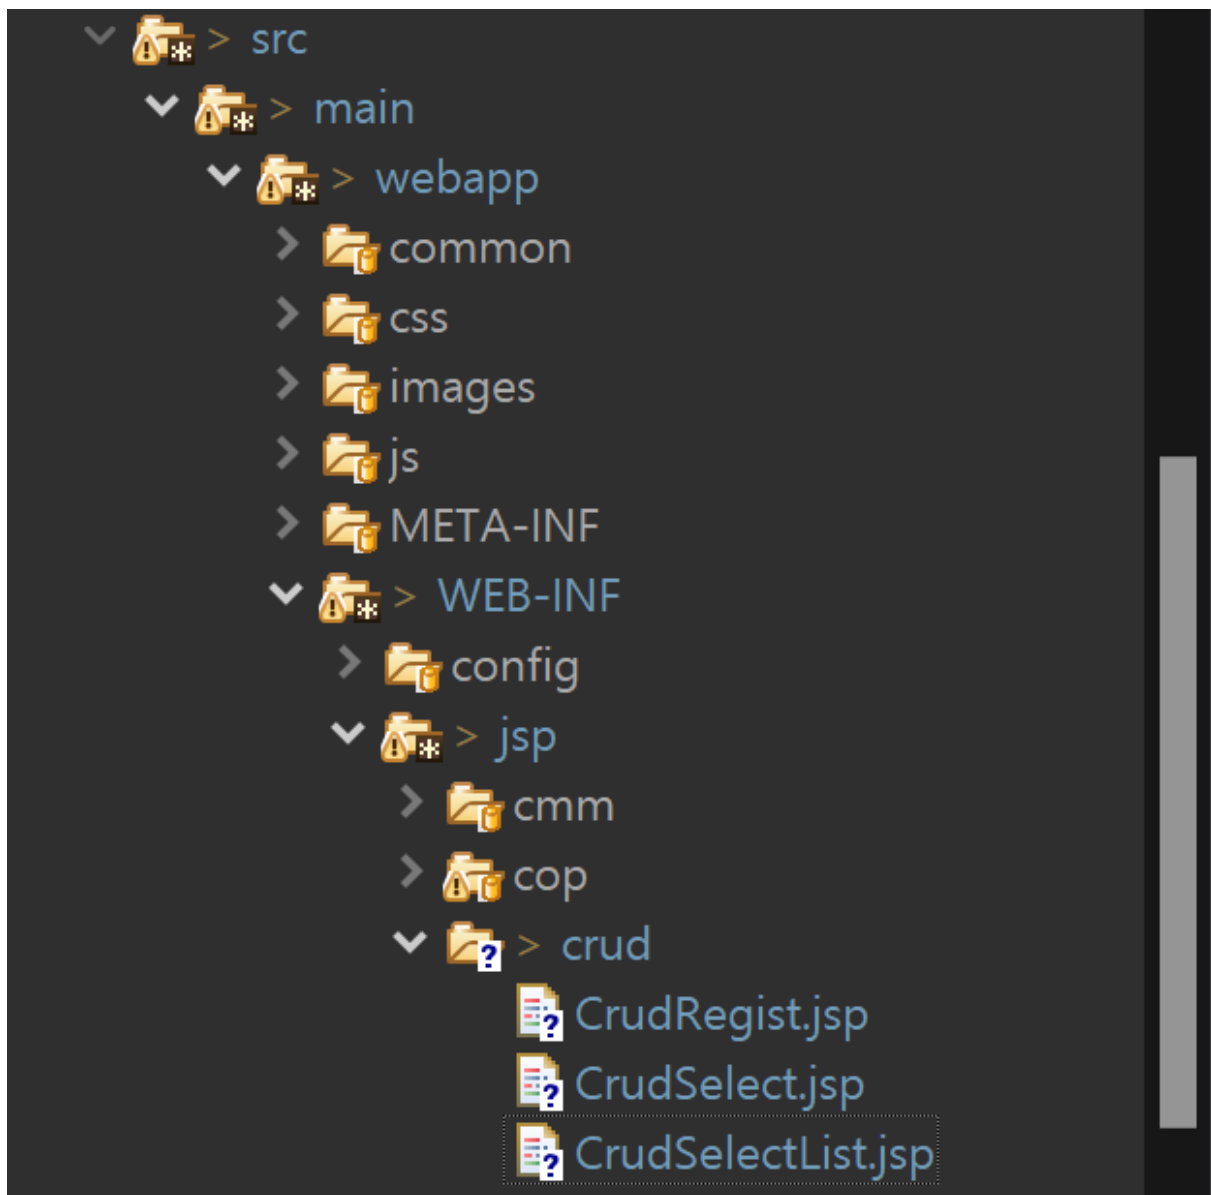 > src
> main
> webapp
common
css
images
js
META-INF
> WEB-INF
config
> jsp
cmm
cop
> crud
CrudRegist.jsp
CrudSelect.jsp
CrudSelectList.jsp